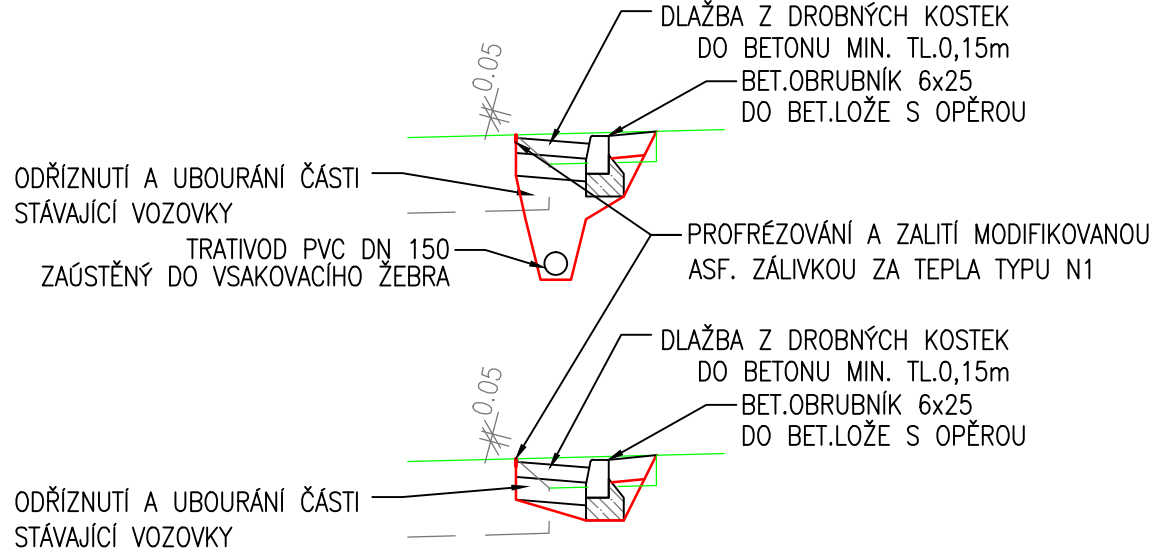 DLAŽBA Z DROBNÝCH KOSTEK
DO BETONU MIN. TL.0,15m
0.05
BET.OBRUBNÍK 6x25
DO BET.LOŽE S OPĚROU
ODŘÍZNUTÍ A UBOURÁNÍ ČÁSTI
STÁVAJÍCÍ VOZOVKY
TRATIVOD PVC DN 150
ZAÚSTĚNÝ DO VSAKOVACÍHO ŽEBRA
PROFRÉZOVÁNÍ A ZALITÍ MODIFIKOVANOU
ASF. ZÁLIVKOU ZA TEPLA TYPU N1
DLAŽBA Z DROBNÝCH KOSTEK
DO BETONU MIN. TL.0,15m
0.05
BET.OBRUBNÍK 6x25
DO BET.LOŽE S OPĚROU
ODŘÍZNUTÍ A UBOURÁNÍ ČÁSTI
STÁVAJÍCÍ VOZOVKY